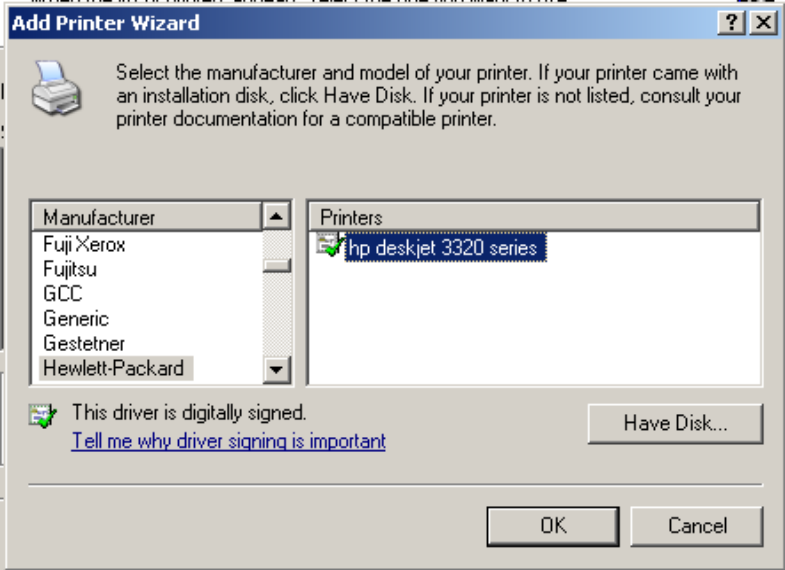 Add Printer Wizard
Select the manufacturer and model of your printer. If your printer came with
an installation disk, click Have Disk. If your printer is not listed, consult your
printer documentation for a compatible printer.
Manufacturer
Fuji Xerox
Fujitsu
GCC
Generic
Gestetner
Hewlett-Packard
Printers
hp deskjet 3320 series
This driver is digitally signed.
Tell me why driver signing is important
Have Disk...
OK
Cancel